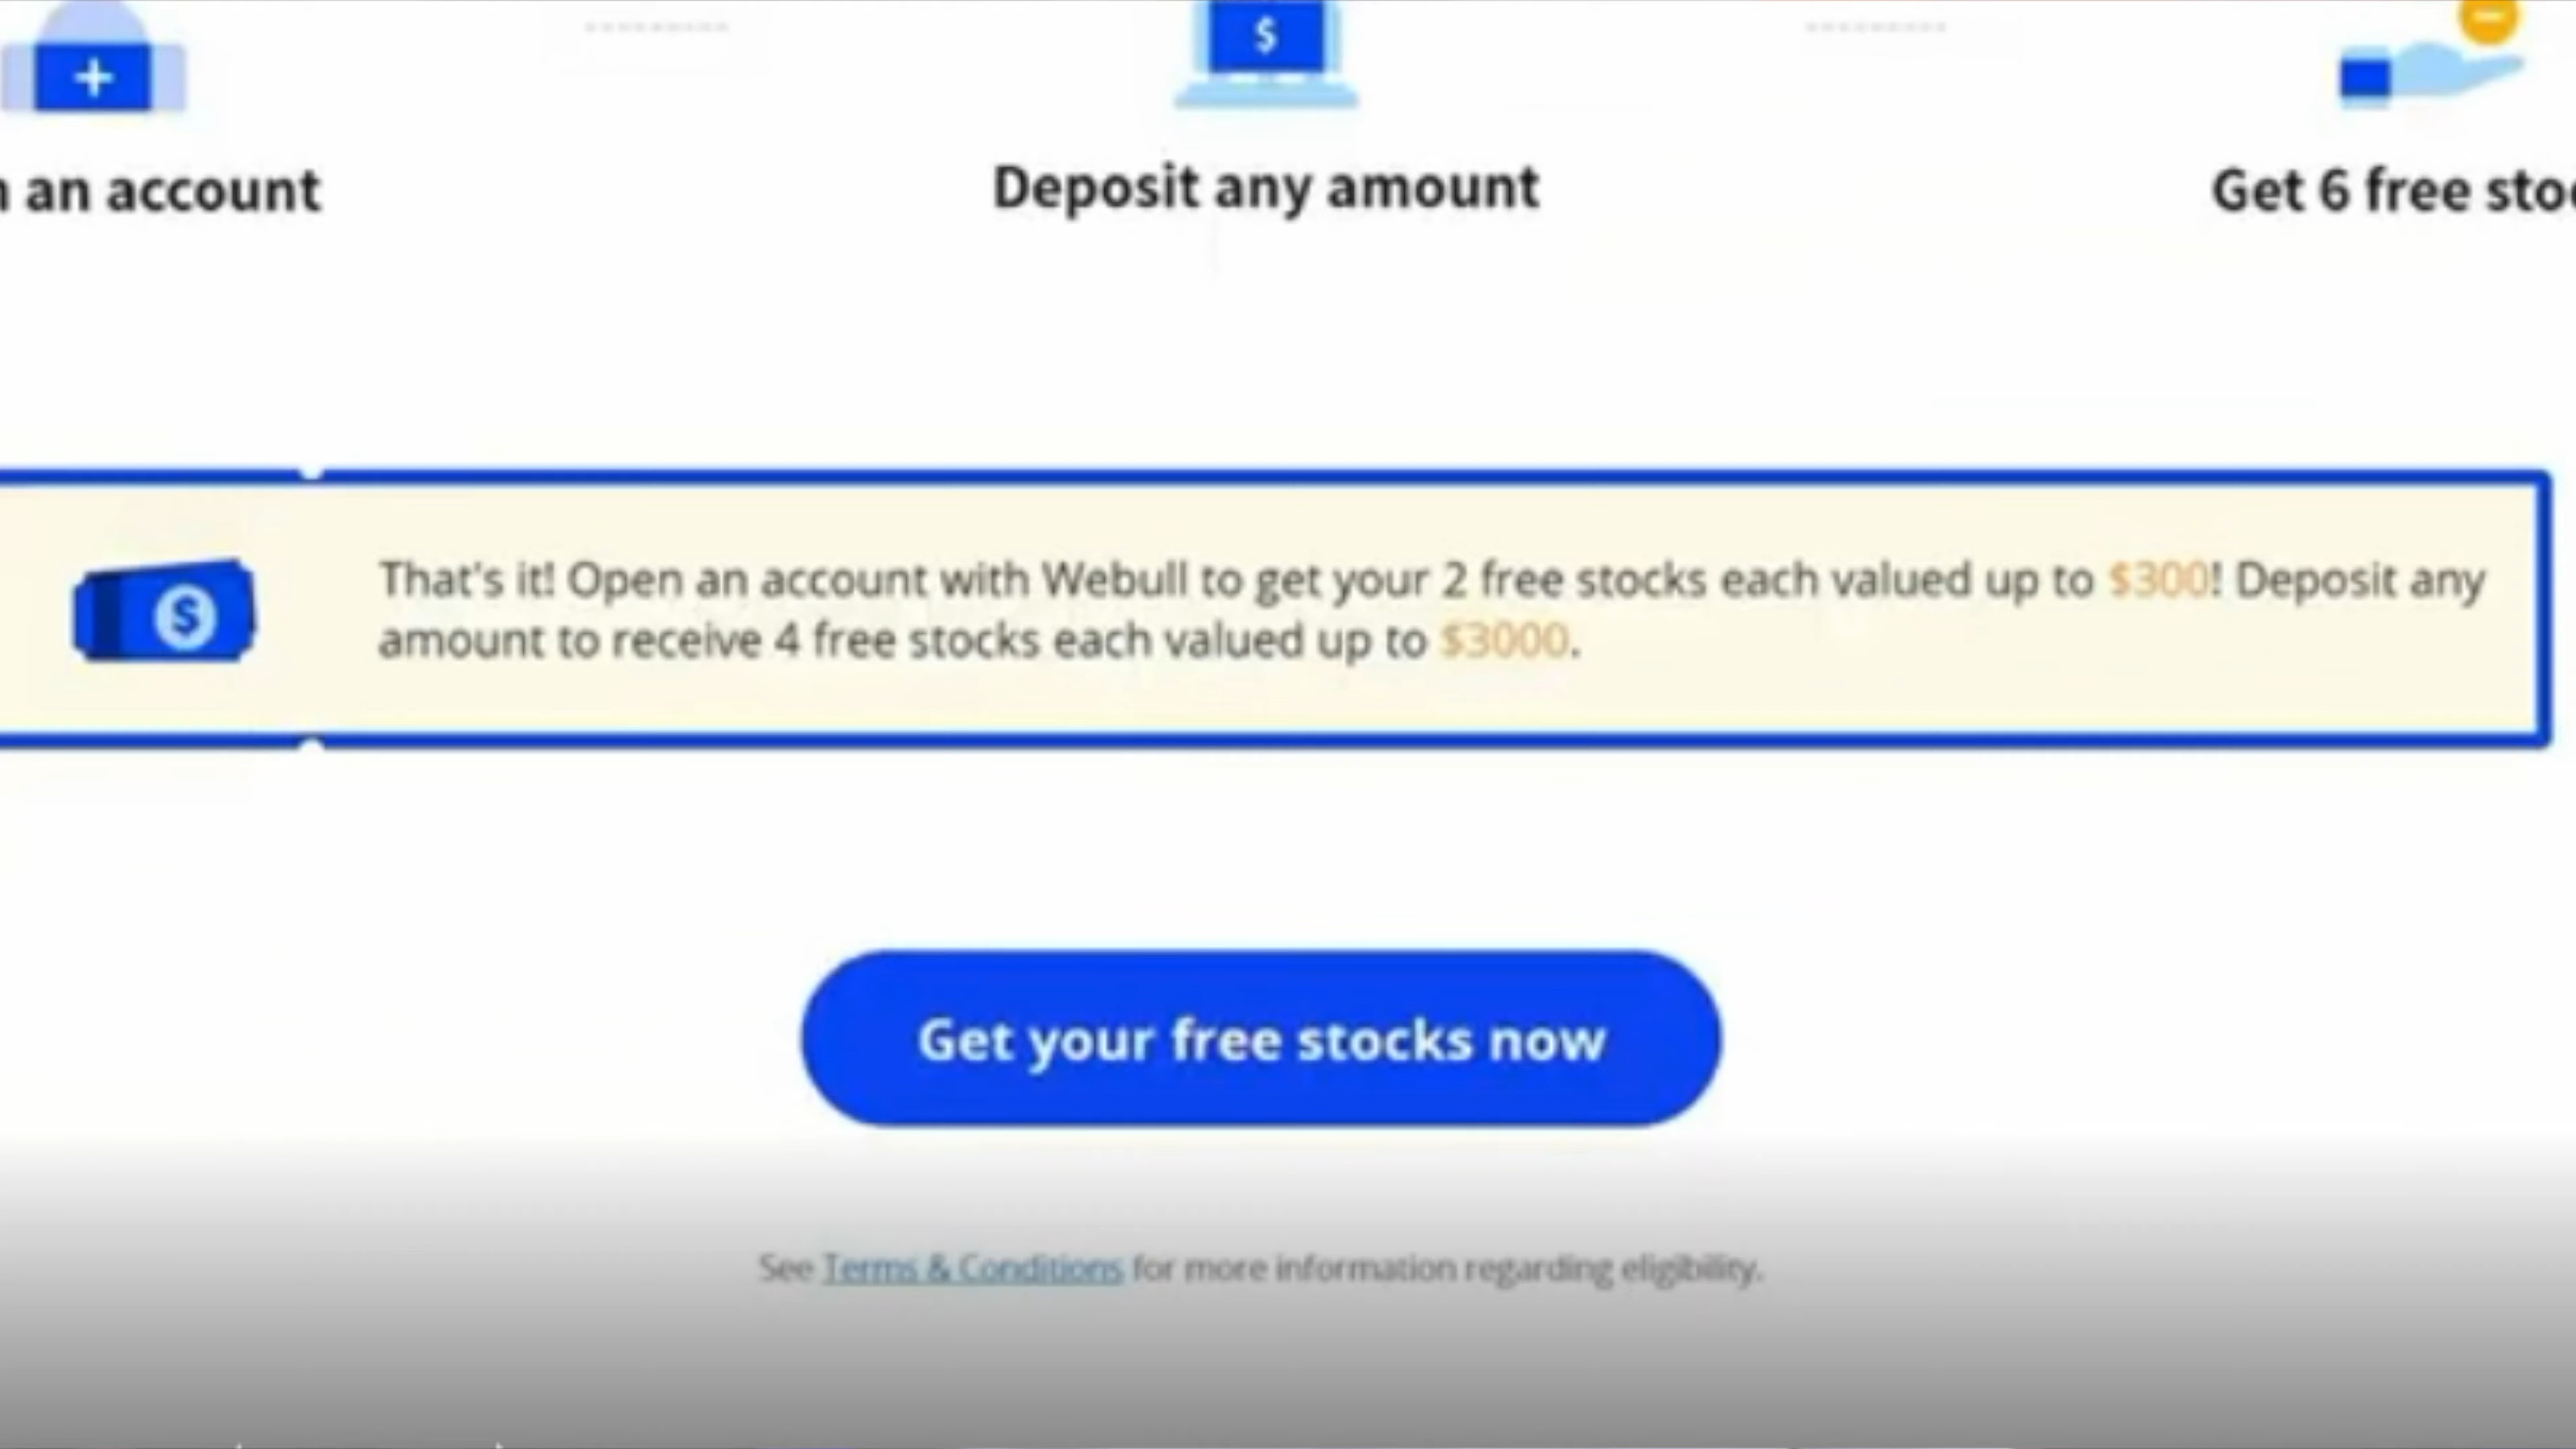 an account
Deposit any amount
Get 6 free
That's it! Open an account with Webull to get your 2 free stocks each valued up to $300! Deposit any
amount to receive 4 free stocks each valued up to $3000.
Get your free stocks now
See Terms & Conditions for more information regarding eligibility.